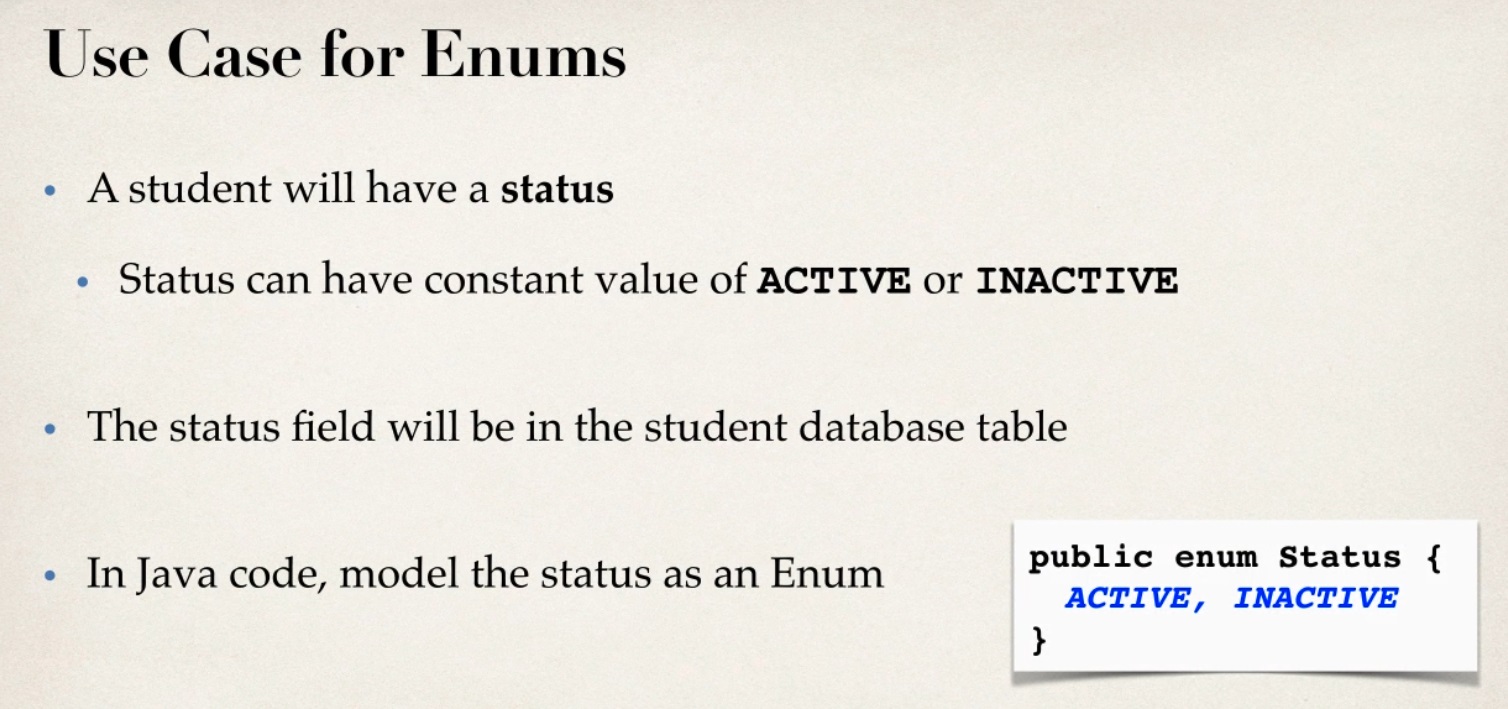 Use Case for Enums
• A student will have a status
• Status can have constant value of ACTIVE or INACTIVE
• The status field will be in the student database table
• In Java code, model the status as an Enum
public enum Status {
ACTIVE, INACTIVE
}